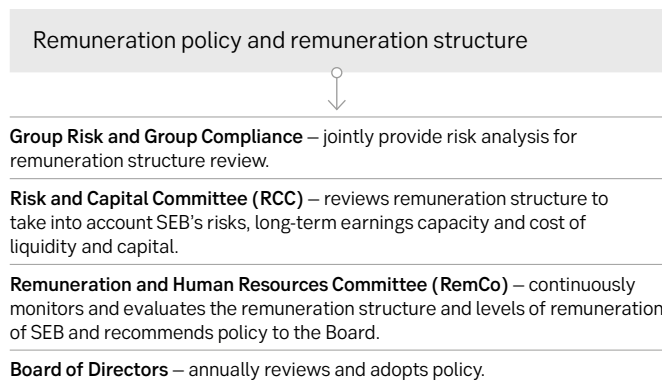 Remuneration policy and remuneration structure
Group Risk and Group Compliance – jointly provide risk analysis for
remuneration structure review.
Risk and Capital Committee (RCC) – reviews remuneration structure to
take into account SEB's risks, long-term earnings capacity and cost of
liquidity and capital.
Remuneration and Human Resources Committee (RemCo) – continuously
monitors and evaluates the remuneration structure and levels of remuneration
of SEB and recommends policy to the Board.
Board of Directors – annually reviews and adopts policy.